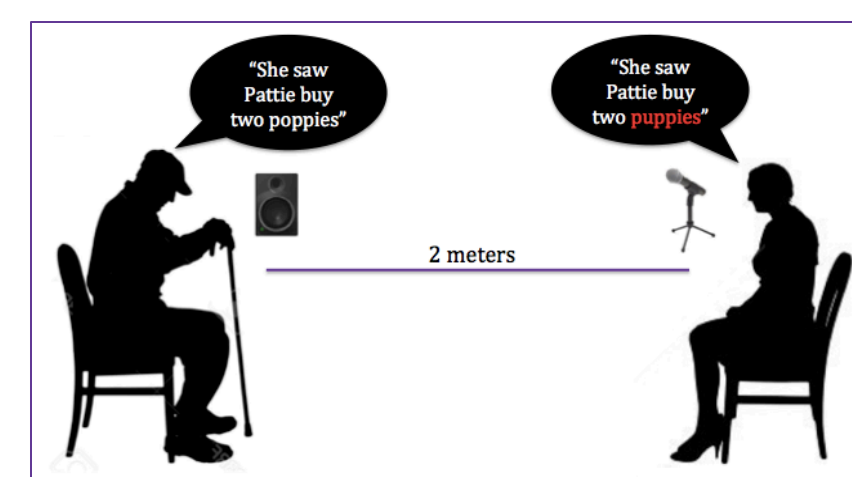 “She saw
Pattie buy
two poppies”
“She saw
Pattie buy
two puppies”
2 meters